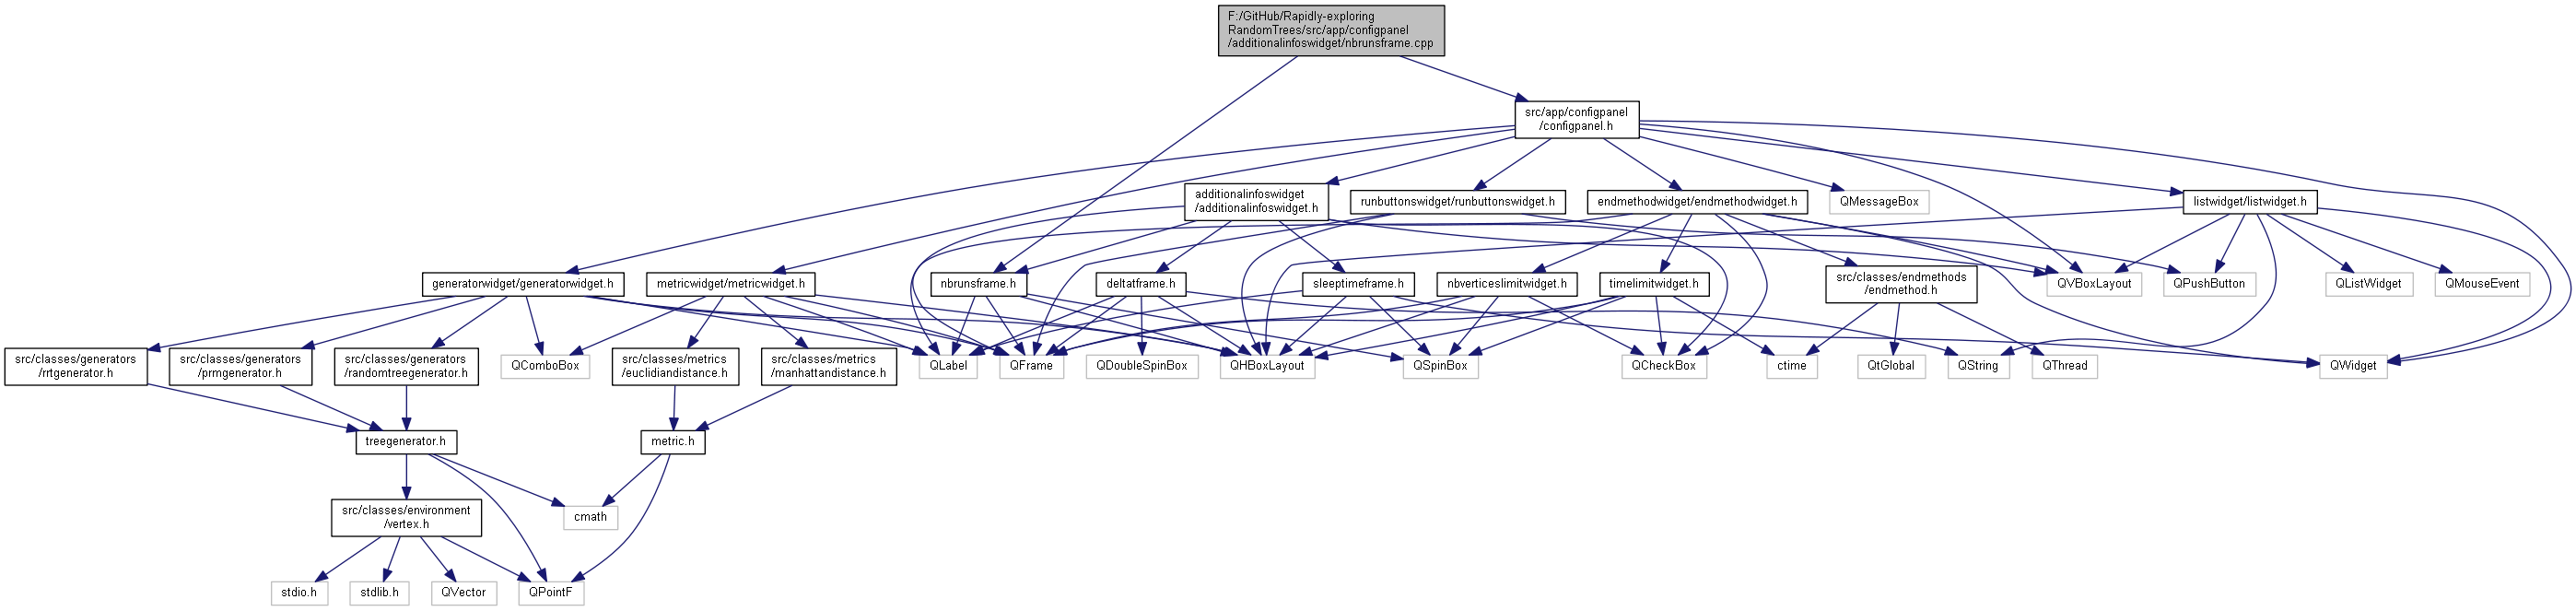 F:/GitHub/Rapidly-exploring
RandomTrees/src/app/configpanel
/additionalinfoswidget/nbrunsframe.cpp
src/app/configpanel
/configpanel.h
additionalinfoswidget
/additionalinfoswidget.h
runbuttonswidget/runbuttonswidget.h
endmethodwidget/endmethodwidget.h
QMessageBox
listwidget/listwidget.h
generatorwidget/generatorwidget.h
metricwidget/metricwidget.h
nbrunsframe.h
deltatframe.h
sleeptimeframe.h
nbverticeslimitwidget.h
timelimitwidget.h
src/classes/endmethods
/endmethod.h
QVBoxLayout
QPushButton
QListWidget
QMouseEvent
src/classes/generators
/rrtgenerator.h
src/classes/generators
/prmgenerator.h
src/classes/generators
/randomtreegenerator.h
QComboBox
src/classes/metrics
/euclidiandistance.h
src/classes/metrics
/manhattandistance.h
QLabel
QFrame
QDoubleSpinBox
QHBoxLayout
QSpinBox
QCheckBox
ctime
QtGlobal
QString
QThread
QWidget
treegenerator.h
metric.h
src/classes/environment
/vertex.h
cmath
stdio.h
stdlib.h
QVector
QPointF